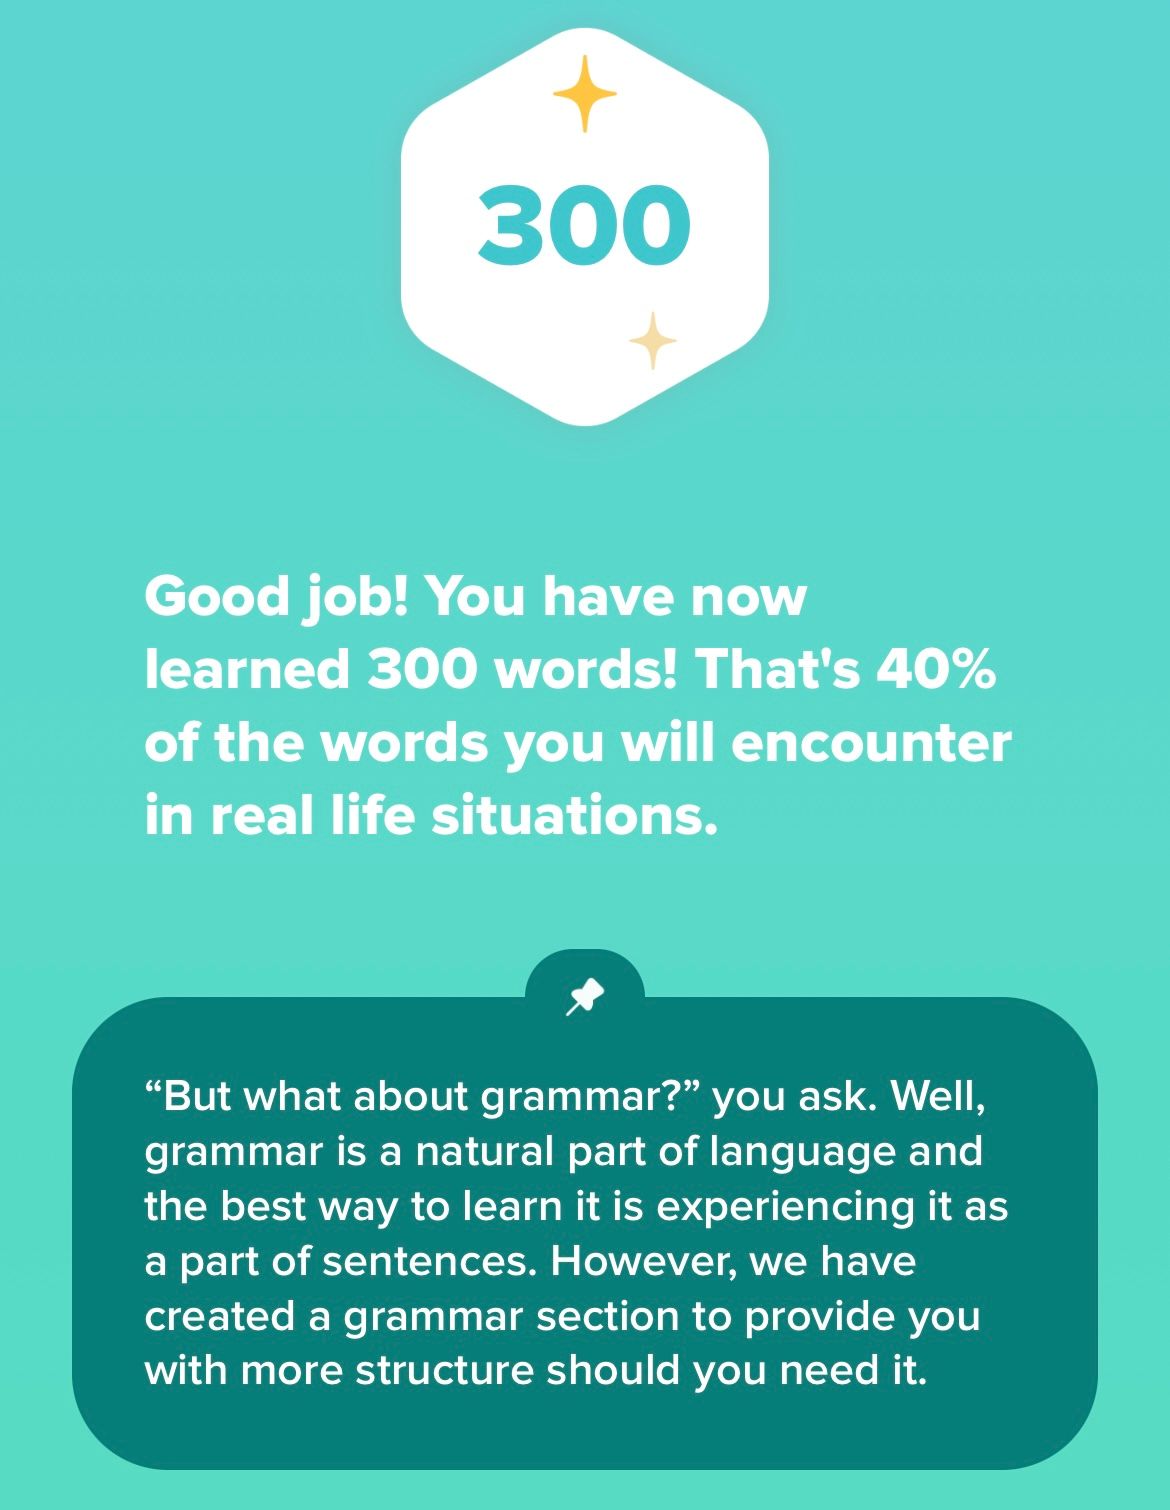 300
Good job! You have now
learned 300 words! That's 40%
of the words you will encounter
in real life situations.
“But what about grammar?” you ask. Well,
grammar is a natural part of language and
the best way to learn it is experiencing it as
a part of sentences. However, we have
created a grammar section to provide you
with more structure should you need it.